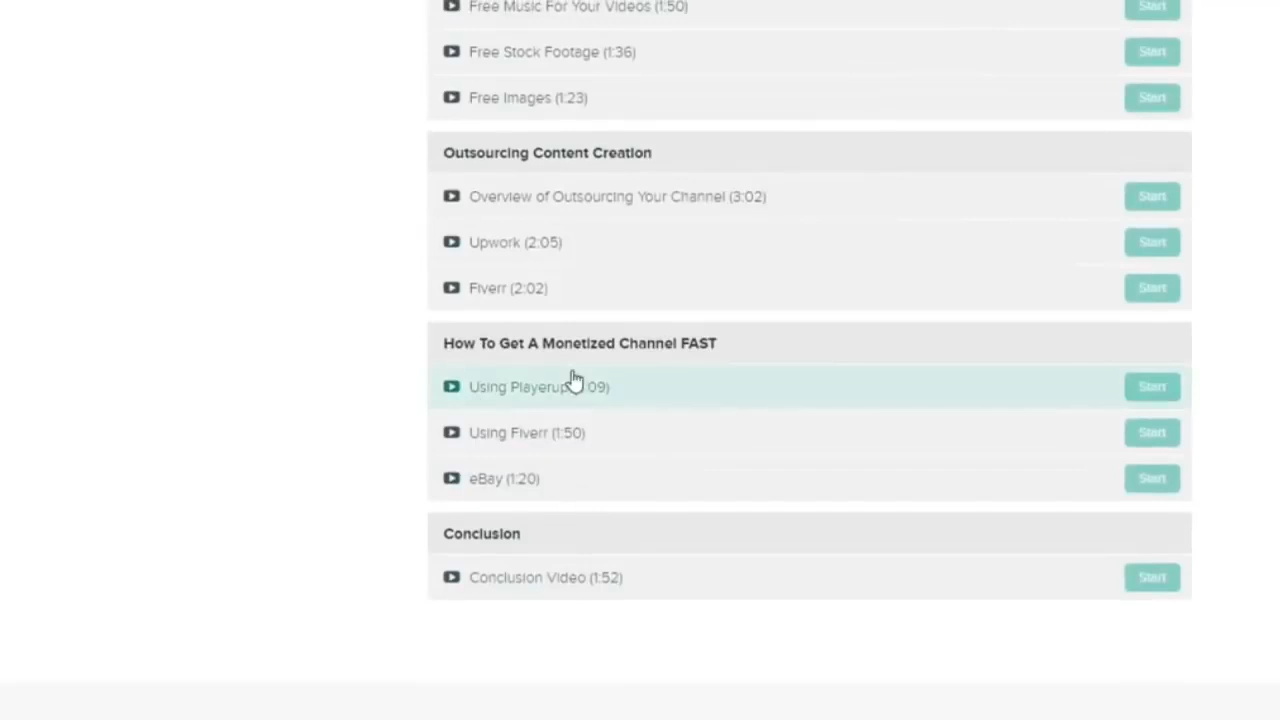 Free Music For Your Videos (1:50)
Start
Free Stock Footage (1:36)
Start
Free Images (1:23)
Start
Outsourcing Content Creation
Overview of Outsourcing Your Channel (3:02)
Start
Upwork (2:05)
Start
Fiverr (2:02)
Start
How To Get A Monetized Channel FAST
Using Playerup 09)
Start
Using Fiverr (1:50)
Start
eBay (1:20)
Start
Conclusion
Conclusion Video (1:52)
Start